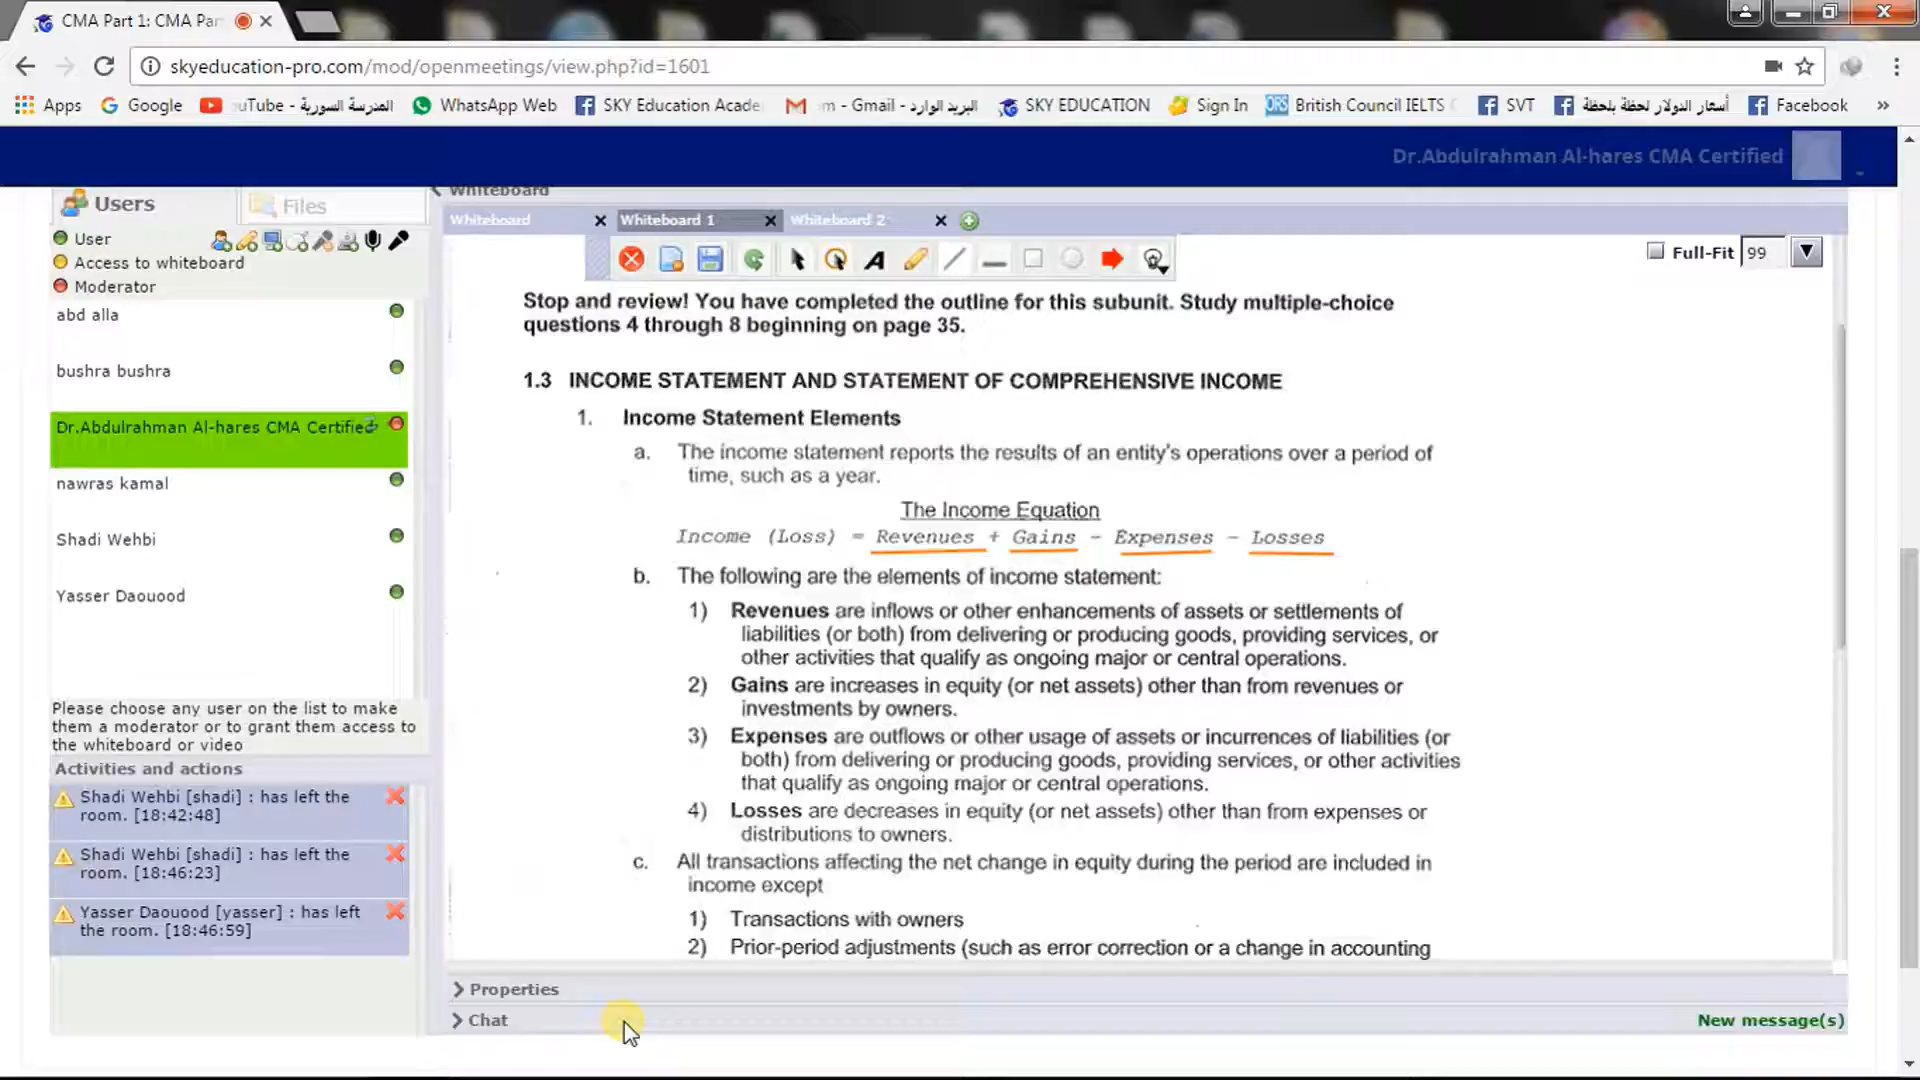 CMA Part 1: CMA Par
skyeducation-pro.com/mod/openmeetings/view.php?id=1601
Apps
Google
uTube - المدرسة السورية
WhatsApp Web
SKY Education Acade
m - Gmail - البريد الوارد
SKY EDUCATION
Sign In
ORS British Council IELTS
SVT
أسعار الدولار لحظة بلحظة
Facebook
»
Dr.Abdulrahman Al-hares CMA Certified
Users
Files
User
Access to whiteboard
Moderator
abd alla
bushra bushra
Dr.Abdulrahman Al-hares CMA Certified
nawras kamal
Shadi Wehbi
Yasser Daouood
Please choose any user on the list to make
them a moderator or to grant them access to
the whiteboard or video
Activities and actions
Shadi Wehbi [shadi] : has left the
room. [18:42:48]
Shadi Wehbi [shadi] : has left the
room. [18:46:23]
Yasser Daouood [yasser] : has left
the room. [18:46:59]
Whiteboard
Whiteboard
Whiteboard 1
Whiteboard 2
A
Full-Fit 99
Stop and review! You have completed the outline for this subunit. Study multiple-choice
questions 4 through 8 beginning on page 35.
1.3 INCOME STATEMENT AND STATEMENT OF COMPREHENSIVE INCOME
1. Income Statement Elements
a. The income statement reports the results of an entity's operations over a period of
time, such as a year.
The Income Equation
Income (Loss) = Revenues + Gains - Expenses - Losses
b. The following are the elements of income statement:
1) Revenues are inflows or other enhancements of assets or settlements of
liabilities (or both) from delivering or producing goods, providing services, or
other activities that qualify as ongoing major or central operations.
2) Gains are increases in equity (or net assets) other than from revenues or
investments by owners.
3) Expenses are outflows or other usage of assets or incurrences of liabilities (or
both) from delivering or producing goods, providing services, or other activities
that qualify as ongoing major or central operations.
4) Losses are decreases in equity (or net assets) other than from expenses or
distributions to owners.
c. All transactions affecting the net change in equity during the period are included in
income except
1) Transactions with owners
2) Prior-period adjustments (such as error correction or a change in accounting
Properties
Chat
New message(s)